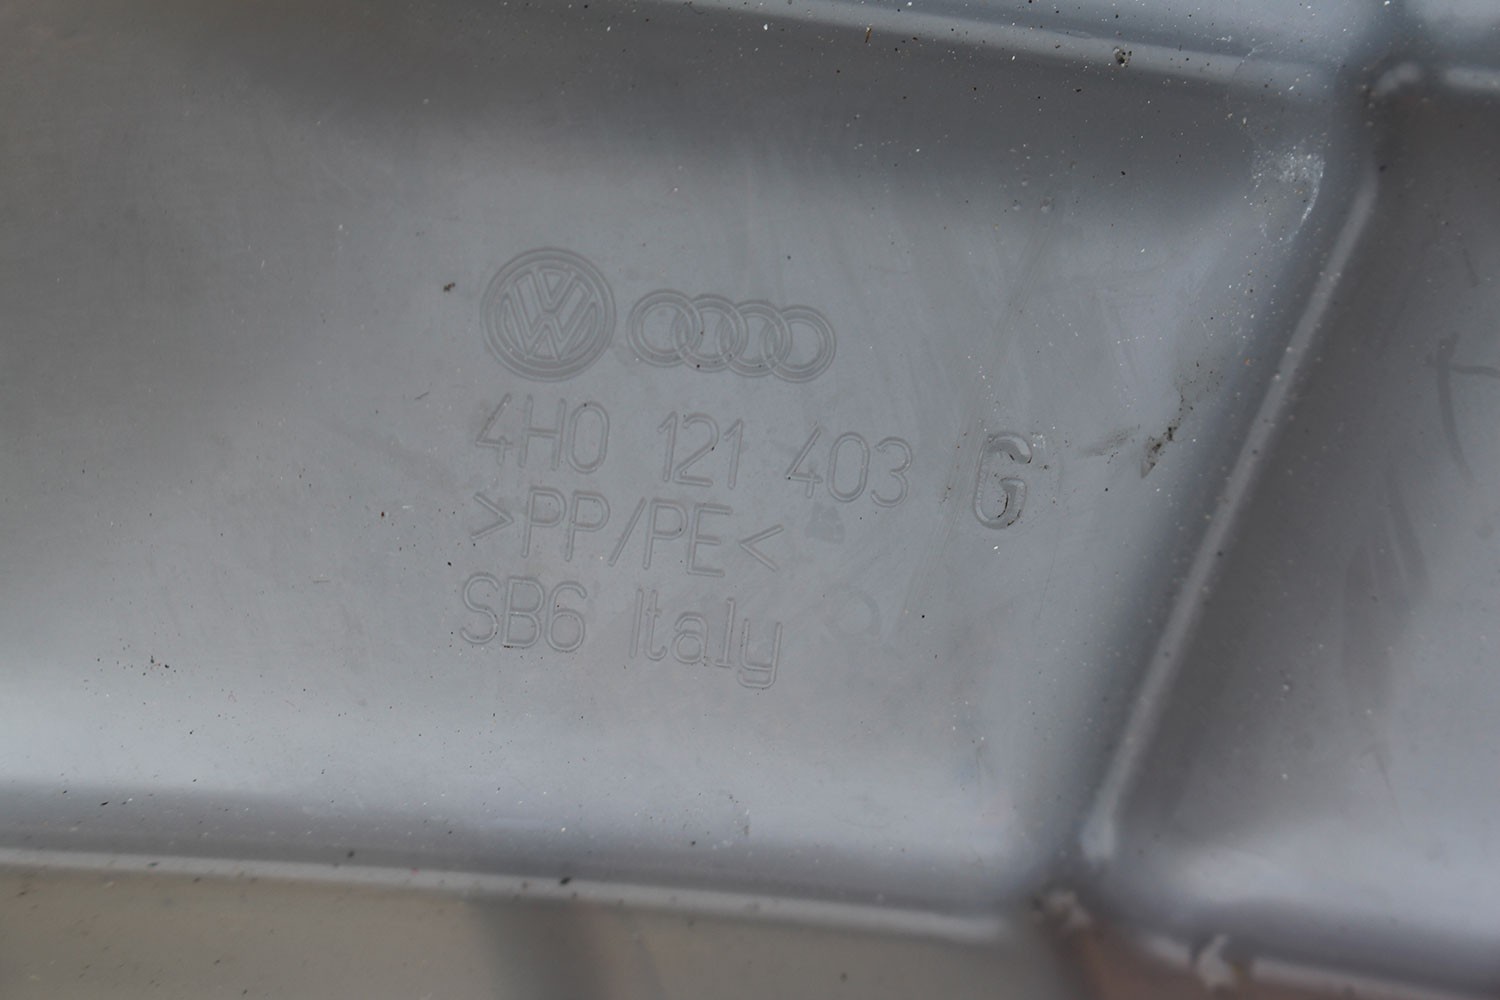 4H0 121 403 G
>PP/PE<
SB6 Italy